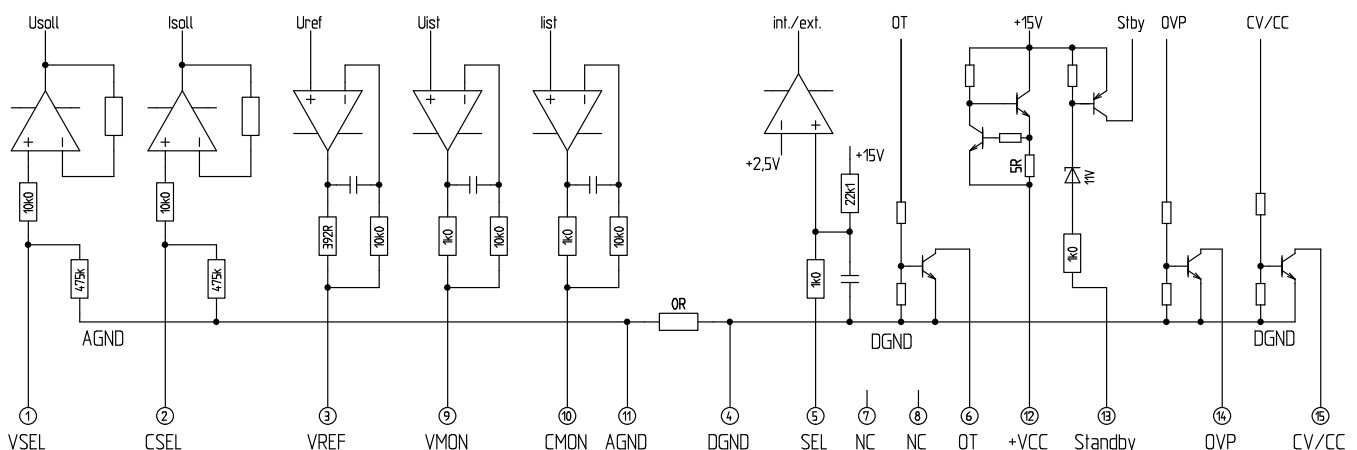 Usoll Isoll Uref Uist Iist int./ext. OT +15V Stby OVP CV/CC
+ - + - + - + - + - - +
+2,5V +15V
5R 11V
10k0 10k0 22k1
392R 10k0 1k0 10k0 1k0 10k0 1k0 1k0
475k 475k
0R
AGND DGND DGND
1 2 3 9 10 11 4 5 7 8 6 12 13 14 15
VSEL CSEL VREF VMON CMON AGND DGND SEL NC NC OT +VCC Standby OVP CV/CC